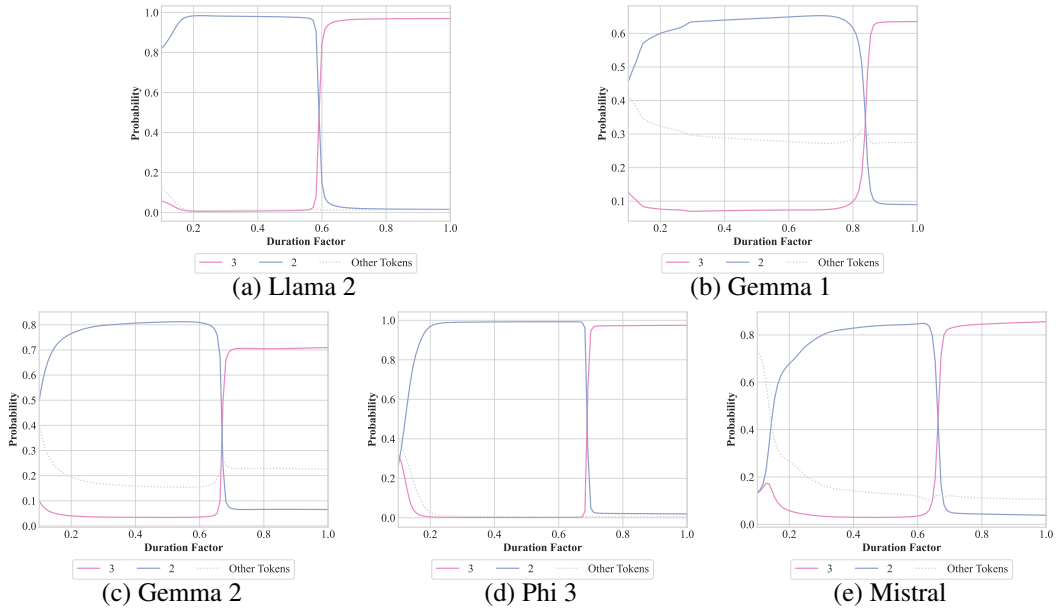 Probability
1.0
0.8
0.6
0.4
0.2
0.0
0.2 0.4 0.6 0.8 1.0
Duration Factor
3 2 Other Tokens
(a) Llama 2
Probability
0.6
0.5
0.4
0.3
0.2
0.1
0.2 0.4 0.6 0.8 1.0
Duration Factor
3 2 Other Tokens
(b) Gemma 1
Probability
0.8
0.7
0.6
0.5
0.4
0.3
0.2
0.1
0.0
0.2 0.4 0.6 0.8 1.0
Duration Factor
3 2 Other Tokens
(c) Gemma 2
Probability
1.0
0.8
0.6
0.4
0.2
0.0
0.2 0.4 0.6 0.8 1.0
Duration Factor
3 2 Other Tokens
(d) Phi 3
Probability
0.8
0.6
0.4
0.2
0.0
0.2 0.4 0.6 0.8 1.0
Duration Factor
3 2 Other Tokens
(e) Mistral